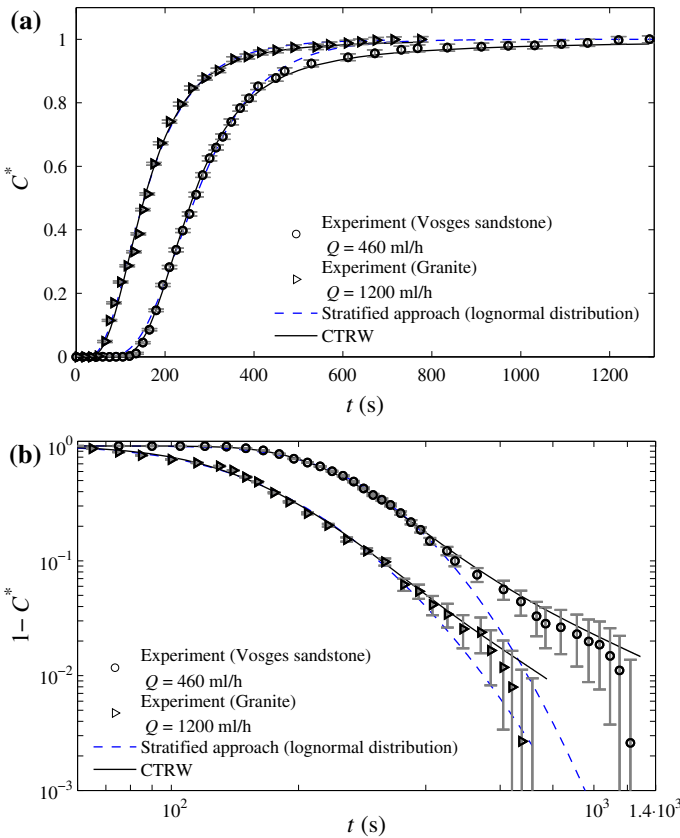 (a)
1
0.8
0.6
0.4
0.2
0
C*
Experiment (Vosges sandstone)
Q = 460 ml/h
Experiment (Granite)
Q = 1200 ml/h
Stratified approach (lognormal distribution)
CTRW
0 200 400 600 800 1000 1200
t (s)
(b)
10⁰
10⁻¹
10⁻²
10⁻³
1− C*
Experiment (Vosges sandstone)
Q = 460 ml/h
Experiment (Granite)
Q = 1200 ml/h
Stratified approach (lognormal distribution)
CTRW
10² 10³ 1.4·10³
t (s)